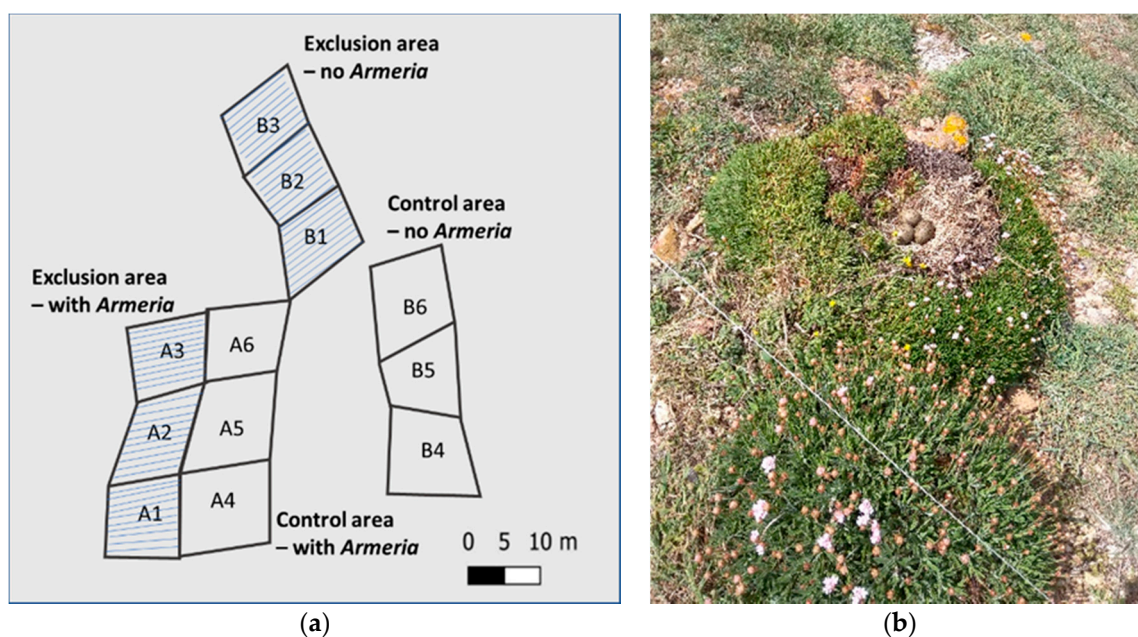 Exclusion area
– no Armeria
B3
B2
B1
Control area
– no Armeria
B6
B5
B4
Exclusion area
– with Armeria
A3
A6
A2
A5
A1
A4
Control area
– with Armeria
0 5 10 m
(a)
(b)